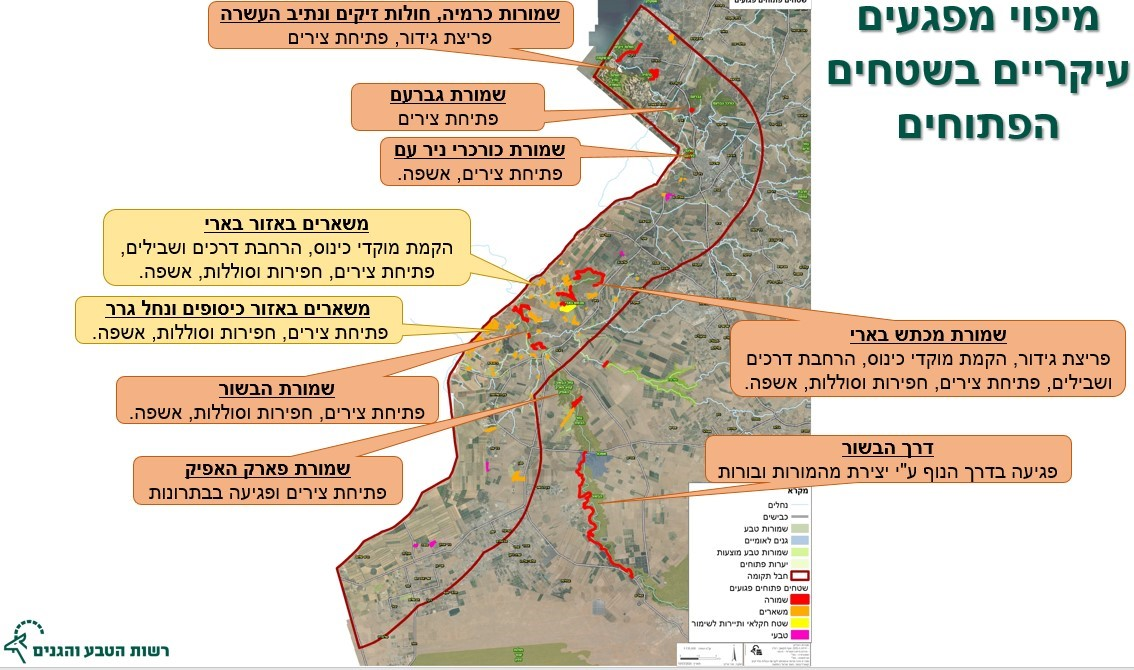 מיפוי מפגעים
עיקריים בשטחים
הפתוחים
שמורות כרמיה, חולות זיקים ונתיב העשרה
פריצת גידור, פתיחת צירים
שמורת גברעם
פתיחת צירים
שמורת כורכרי ניר עם
פתיחת צירים, אשפה.
משארים באזור בארי
הקמת מוקדי כינוס, הרחבת דרכים ושבילים,
פתיחת צירים, חפירות וסוללות, אשפה.
משארים באזור כיסופים ונחל גרר
פתיחת צירים, חפירות וסוללות, אשפה.
שמורת מכתש בארי
פריצת גידור, הקמת מוקדי כינוס, הרחבת דרכים
ושבילים, פתיחת צירים, חפירות וסוללות, אשפה.
שמורת הבשור
פתיחת צירים, חפירות וסוללות, אשפה.
דרך הבשור
פגיעה בדרך הנוף ע"י יצירת מהמורות ובורות
שמורת פארק האפיק
פתיחת צירים ופגיעה בבתרונות
מקרא
נחלים
כבישים
שמורות טבע
גנים לאומיים
שמורות טבע מוצעות
יערות פתוחים
חבל תקומה
שטחים פתוחים פגועים
שמורה
משארים
שטח חקלאי ותיירות לשימור
טבעי
רשות הטבע והגנים